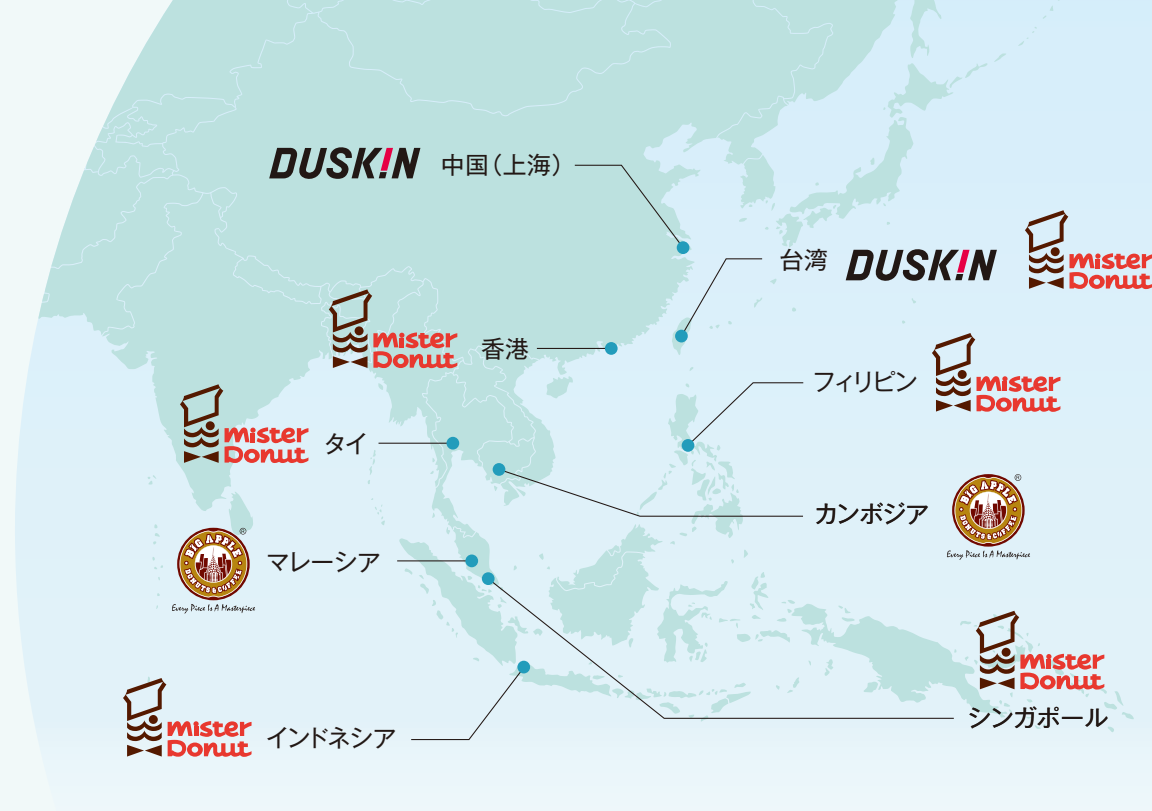 DUSKIN 中国（上海）
台湾 DUSKIN mister Donut
mister Donut 香港
フィリピン mister Donut
mister Donut タイ
カンボジア BIG APPLE DONUTS & COFFEE ®
Every Piece Is A Masterpiece
BIG APPLE DONUTS & COFFEE ® マレーシア
Every Piece Is A Masterpiece
mister Donut
シンガポール
mister Donut インドネシア